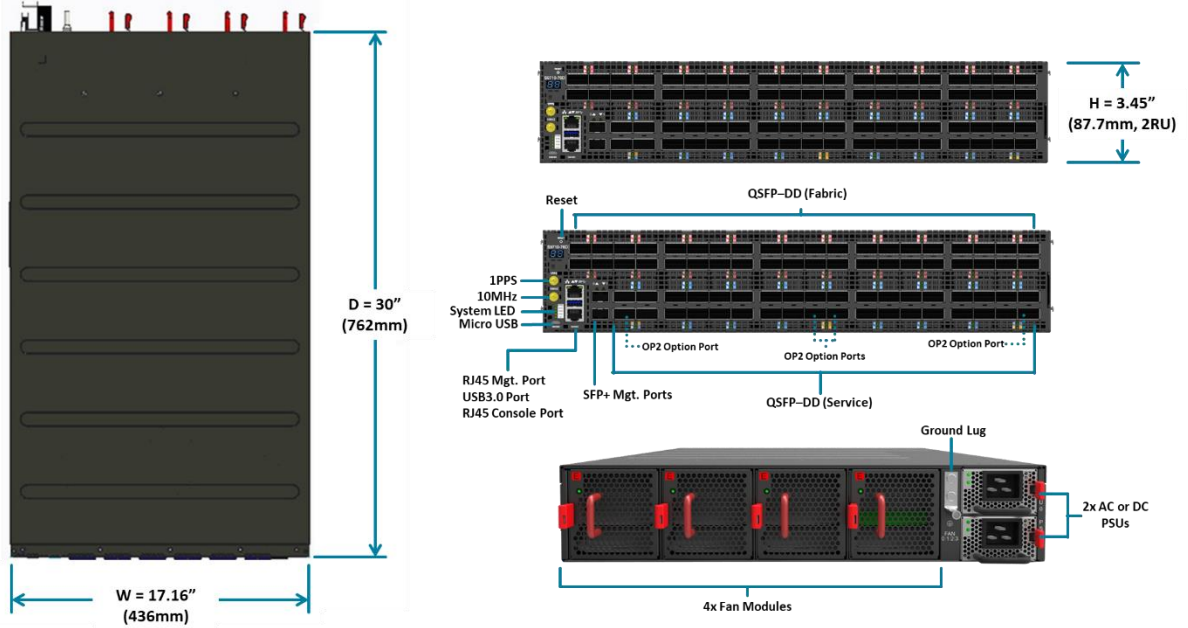 D = 30”
(762mm)
W = 17.16”
(436mm)
H = 3.45”
(87.7mm, 2RU)
Reset
QSFP–DD (Fabric)
1PPS
10MHz
System LED
Micro USB
OP2 Option Port
OP2 Option Ports
OP2 Option Port
RJ45 Mgt. Port
USB3.0 Port
RJ45 Console Port
SFP+ Mgt. Ports
QSFP–DD (Service)
Ground Lug
FAN
0123
2x AC or DC
PSUs
4x Fan Modules